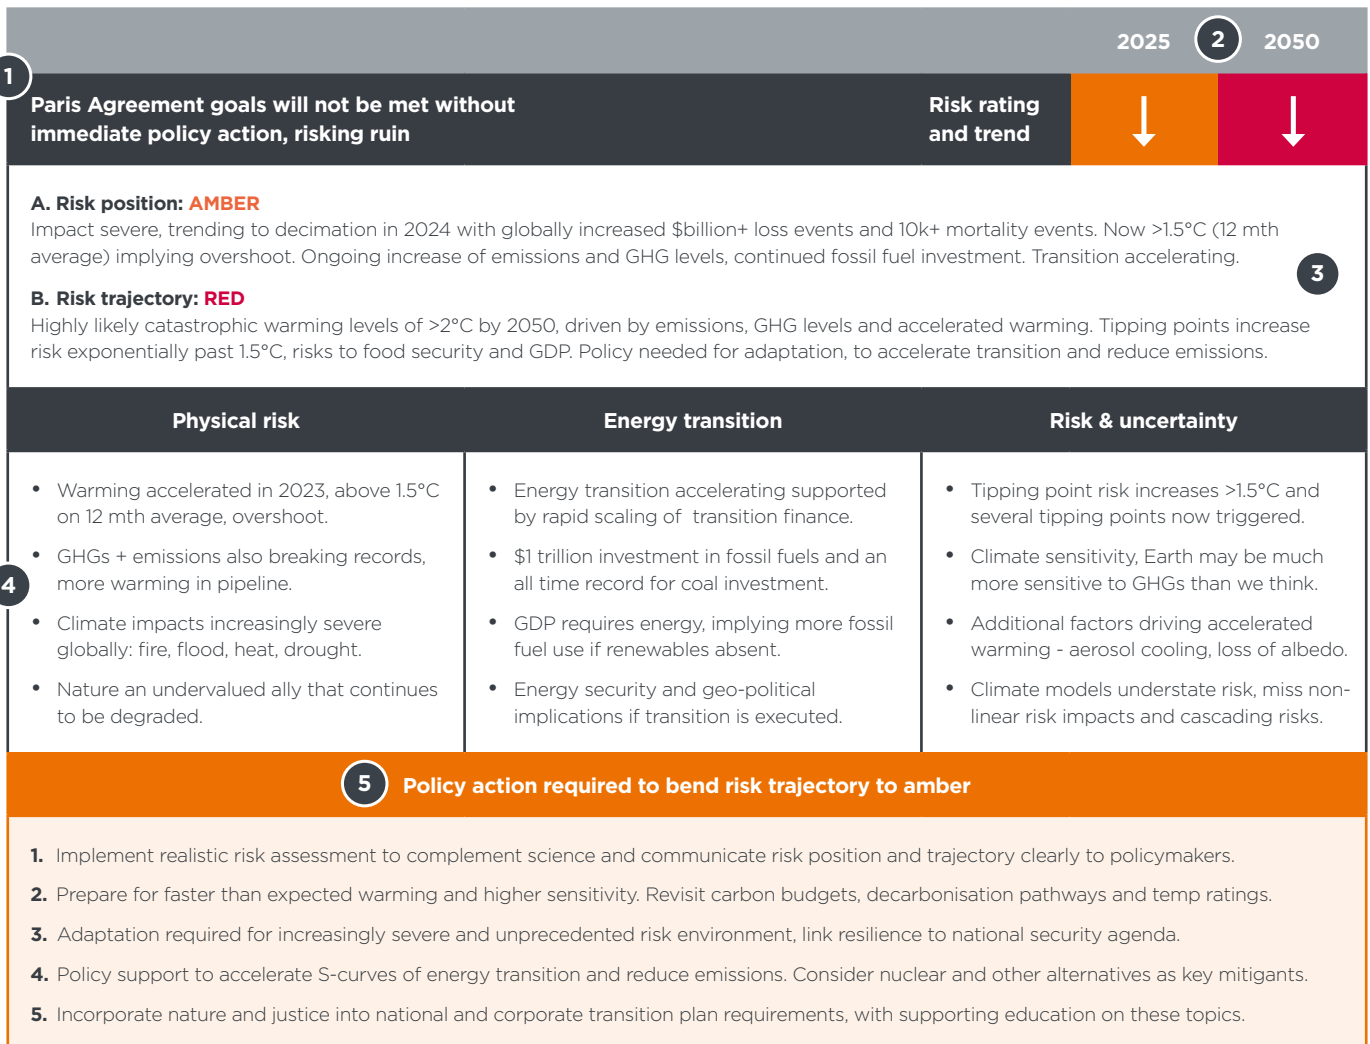 2025 2 2050
1
Paris Agreement goals will not be met without
immediate policy action, risking ruin
Risk rating
and trend
A. Risk position: AMBER
Impact severe, trending to decimation in 2024 with globally increased $billion+ loss events and 10k+ mortality events. Now >1.5°C (12 mth
average) implying overshoot. Ongoing increase of emissions and GHG levels, continued fossil fuel investment. Transition accelerating.
3
B. Risk trajectory: RED
Highly likely catastrophic warming levels of >2°C by 2050, driven by emissions, GHG levels and accelerated warming. Tipping points increase
risk exponentially past 1.5°C, risks to food security and GDP. Policy needed for adaptation, to accelerate transition and reduce emissions.
4
Physical risk
• Warming accelerated in 2023, above 1.5°C
on 12 mth average, overshoot.
• GHGs + emissions also breaking records,
more warming in pipeline.
• Climate impacts increasingly severe
globally: fire, flood, heat, drought.
• Nature an undervalued ally that continues
to be degraded.
Energy transition
• Energy transition accelerating supported
by rapid scaling of transition finance.
• $1 trillion investment in fossil fuels and an
all time record for coal investment.
• GDP requires energy, implying more fossil
fuel use if renewables absent.
• Energy security and geo-political
implications if transition is executed.
Risk & uncertainty
• Tipping point risk increases >1.5°C and
several tipping points now triggered.
• Climate sensitivity, Earth may be much
more sensitive to GHGs than we think.
• Additional factors driving accelerated
warming - aerosol cooling, loss of albedo.
• Climate models understate risk, miss non-
linear risk impacts and cascading risks.
5 Policy action required to bend risk trajectory to amber
1. Implement realistic risk assessment to complement science and communicate risk position and trajectory clearly to policymakers.
2. Prepare for faster than expected warming and higher sensitivity. Revisit carbon budgets, decarbonisation pathways and temp ratings.
3. Adaptation required for increasingly severe and unprecedented risk environment, link resilience to national security agenda.
4. Policy support to accelerate S-curves of energy transition and reduce emissions. Consider nuclear and other alternatives as key mitigants.
5. Incorporate nature and justice into national and corporate transition plan requirements, with supporting education on these topics.